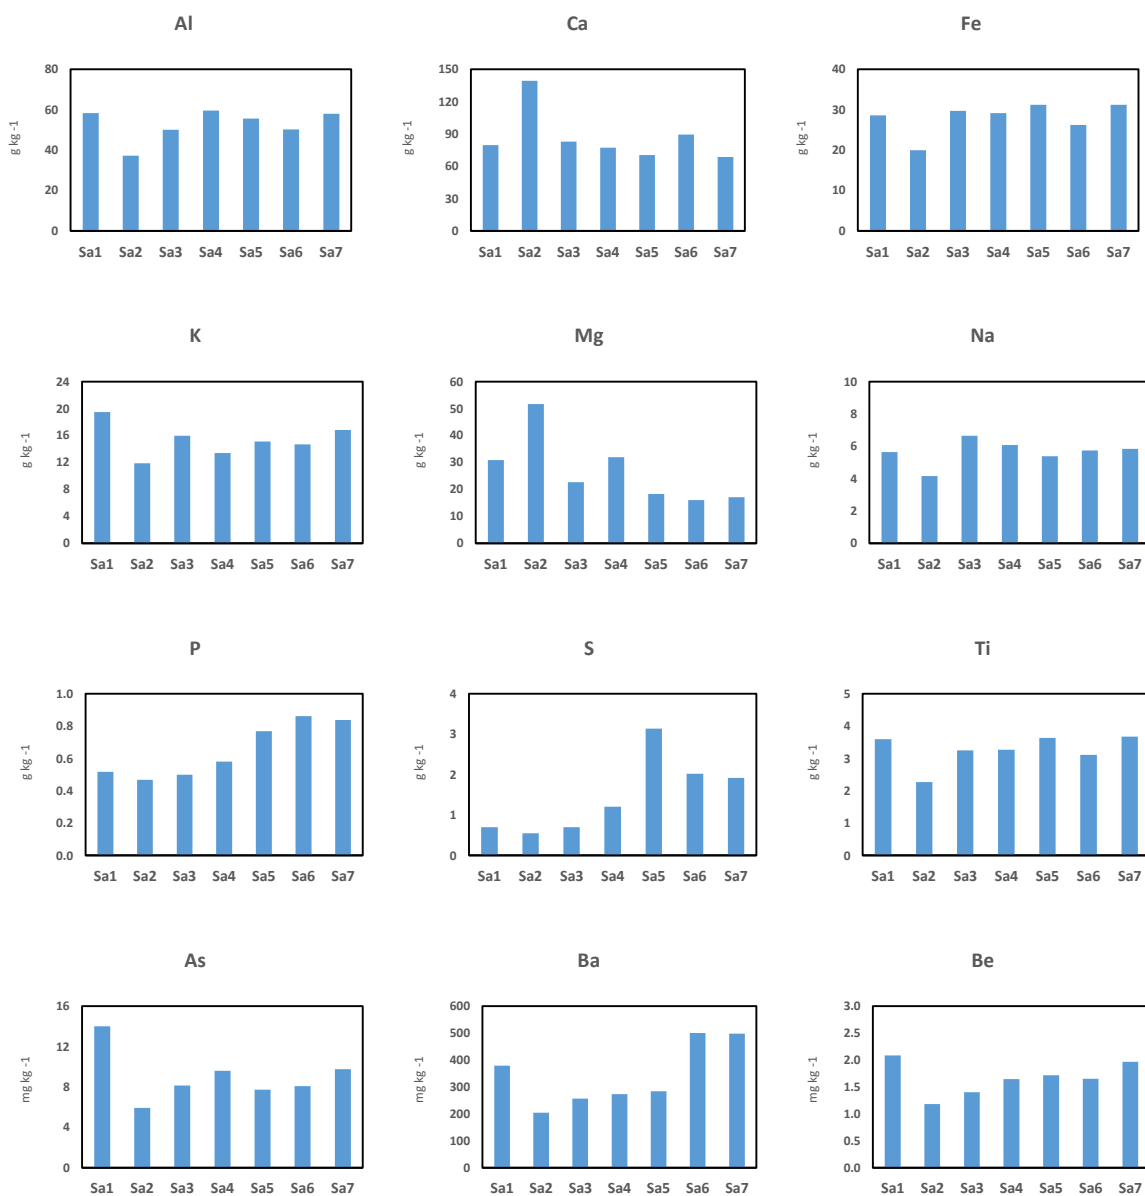 Al
80
60
40
20
0
g kg -1
Sa1 Sa2 Sa3 Sa4 Sa5 Sa6 Sa7
Ca
150
120
90
60
30
0
g kg -1
Sa1 Sa2 Sa3 Sa4 Sa5 Sa6 Sa7
Fe
40
30
20
10
0
g kg -1
Sa1 Sa2 Sa3 Sa4 Sa5 Sa6 Sa7
K
24
20
16
12
8
4
0
g kg -1
Sa1 Sa2 Sa3 Sa4 Sa5 Sa6 Sa7
Mg
60
50
40
30
20
10
0
g kg -1
Sa1 Sa2 Sa3 Sa4 Sa5 Sa6 Sa7
Na
10
8
6
4
2
0
g kg -1
Sa1 Sa2 Sa3 Sa4 Sa5 Sa6 Sa7
P
1.0
0.8
0.6
0.4
0.2
0.0
g kg -1
Sa1 Sa2 Sa3 Sa4 Sa5 Sa6 Sa7
S
4
3
2
1
0
g kg -1
Sa1 Sa2 Sa3 Sa4 Sa5 Sa6 Sa7
Ti
5
4
3
2
1
0
g kg -1
Sa1 Sa2 Sa3 Sa4 Sa5 Sa6 Sa7
As
16
12
8
4
0
mg kg -1
Sa1 Sa2 Sa3 Sa4 Sa5 Sa6 Sa7
Ba
600
500
400
300
200
100
0
mg kg -1
Sa1 Sa2 Sa3 Sa4 Sa5 Sa6 Sa7
Be
3.0
2.5
2.0
1.5
1.0
0.5
0.0
mg kg -1
Sa1 Sa2 Sa3 Sa4 Sa5 Sa6 Sa7